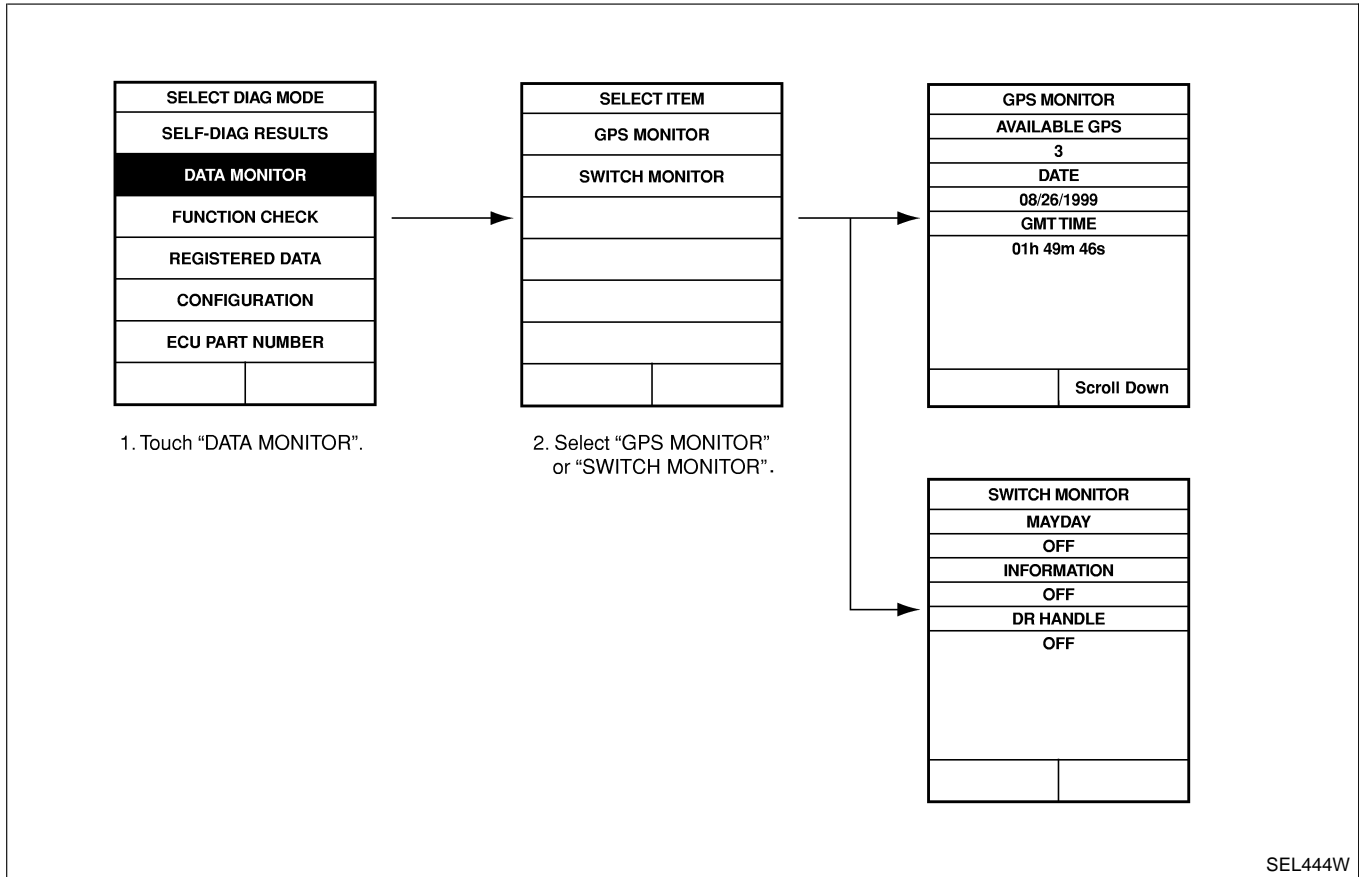 SELECT DIAG MODE
SELF-DIAG RESULTS
DATA MONITOR
FUNCTION CHECK
REGISTERED DATA
CONFIGURATION
ECU PART NUMBER
1. Touch “DATA MONITOR”.
SELECT ITEM
GPS MONITOR
SWITCH MONITOR
2. Select “GPS MONITOR”
or “SWITCH MONITOR”.
GPS MONITOR
AVAILABLE GPS
3
DATE
08/26/1999
GMT TIME
01h 49m 46s
Scroll Down
SWITCH MONITOR
MAYDAY
OFF
INFORMATION
OFF
DR HANDLE
OFF
SEL444W